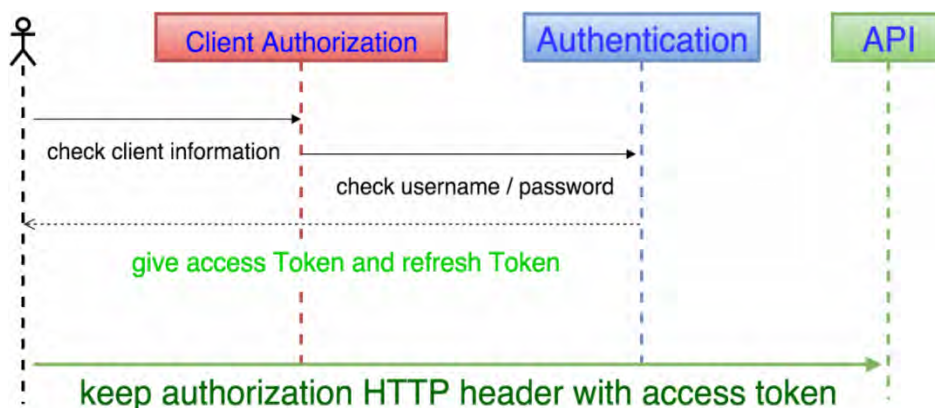 Client Authorization
Authentication
API
check client information
check username / password
give access Token and refresh Token
keep authorization HTTP header with access token